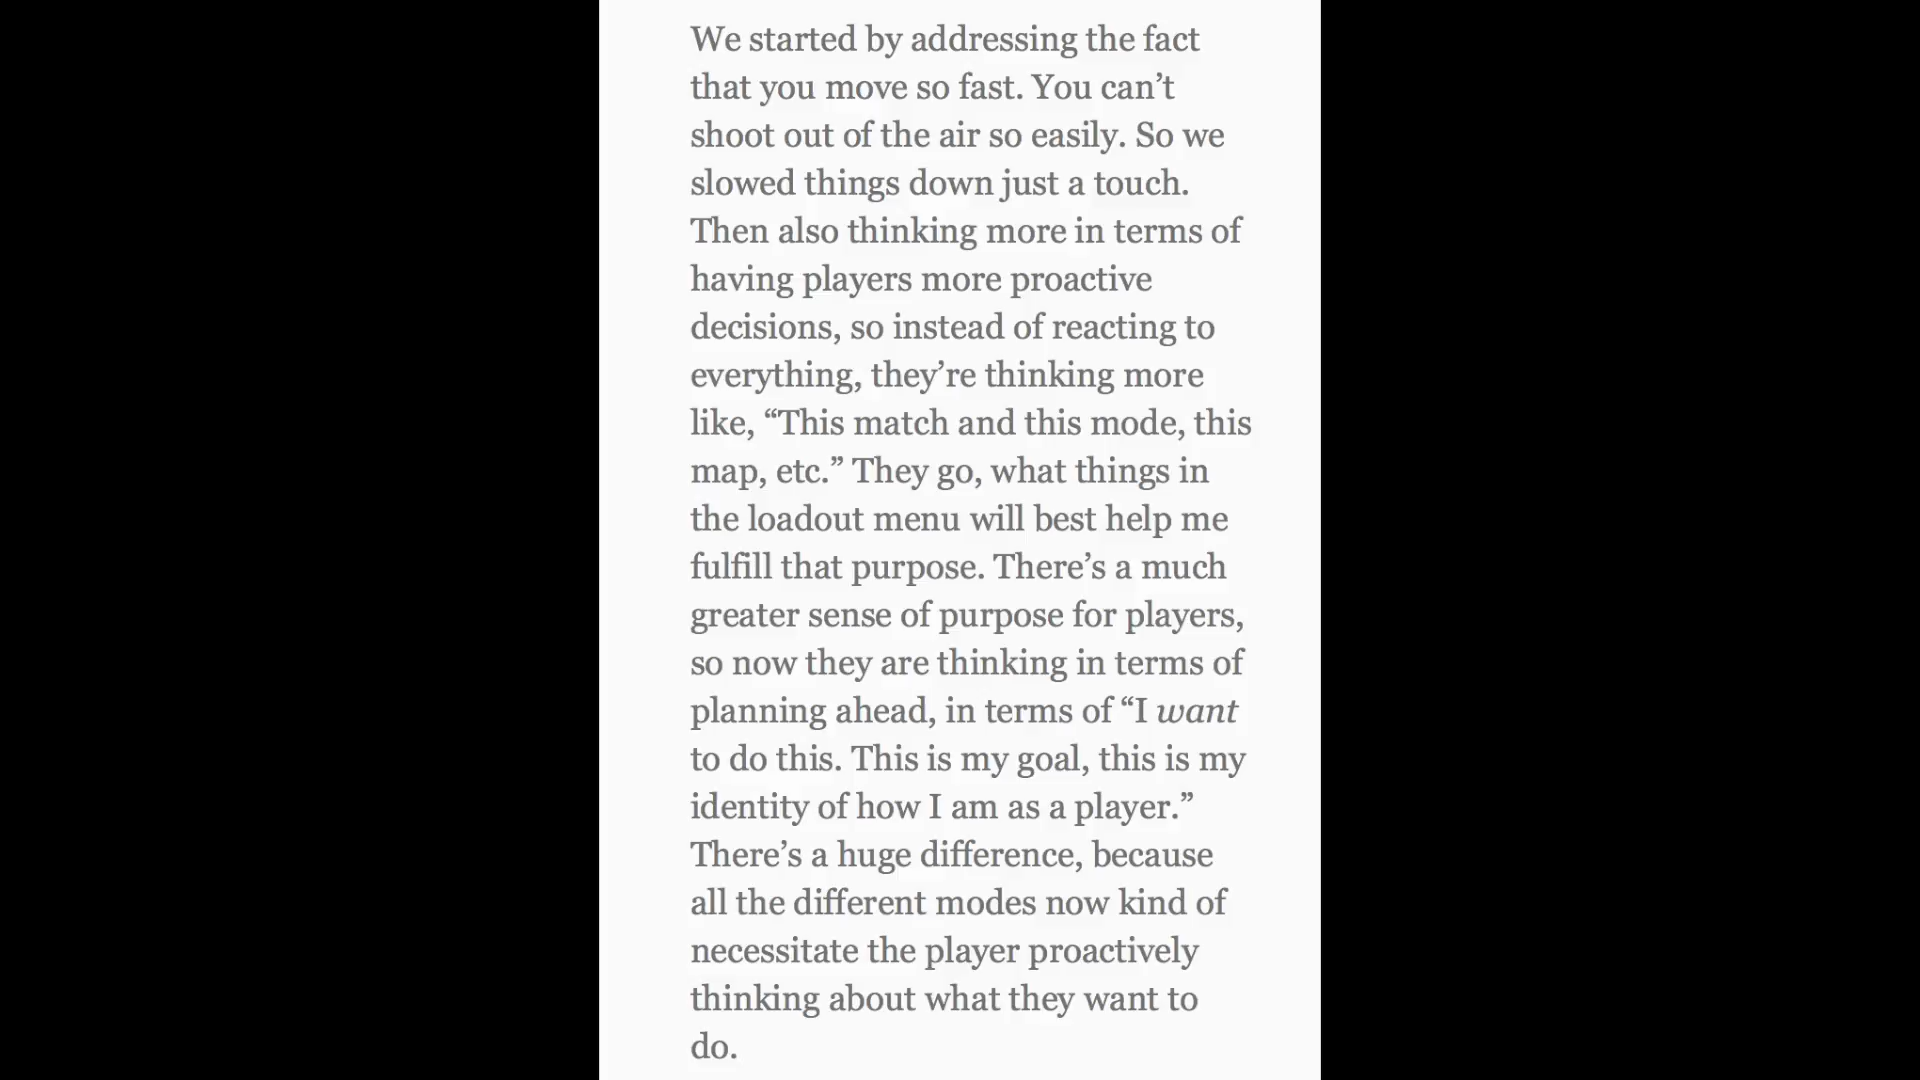 We started by addressing the fact
that you move so fast. You can’t
shoot out of the air so easily. So we
slowed things down just a touch.
Then also thinking more in terms of
having players more proactive
decisions, so instead of reacting to
everything, they’re thinking more
like, “This match and this mode, this
map, etc.” They go, what things in
the loadout menu will best help me
fulfill that purpose. There’s a much
greater sense of purpose for players,
so now they are thinking in terms of
planning ahead, in terms of “I want
to do this. This is my goal, this is my
identity of how I am as a player.”
There’s a huge difference, because
all the different modes now kind of
necessitate the player proactively
thinking about what they want to
do.